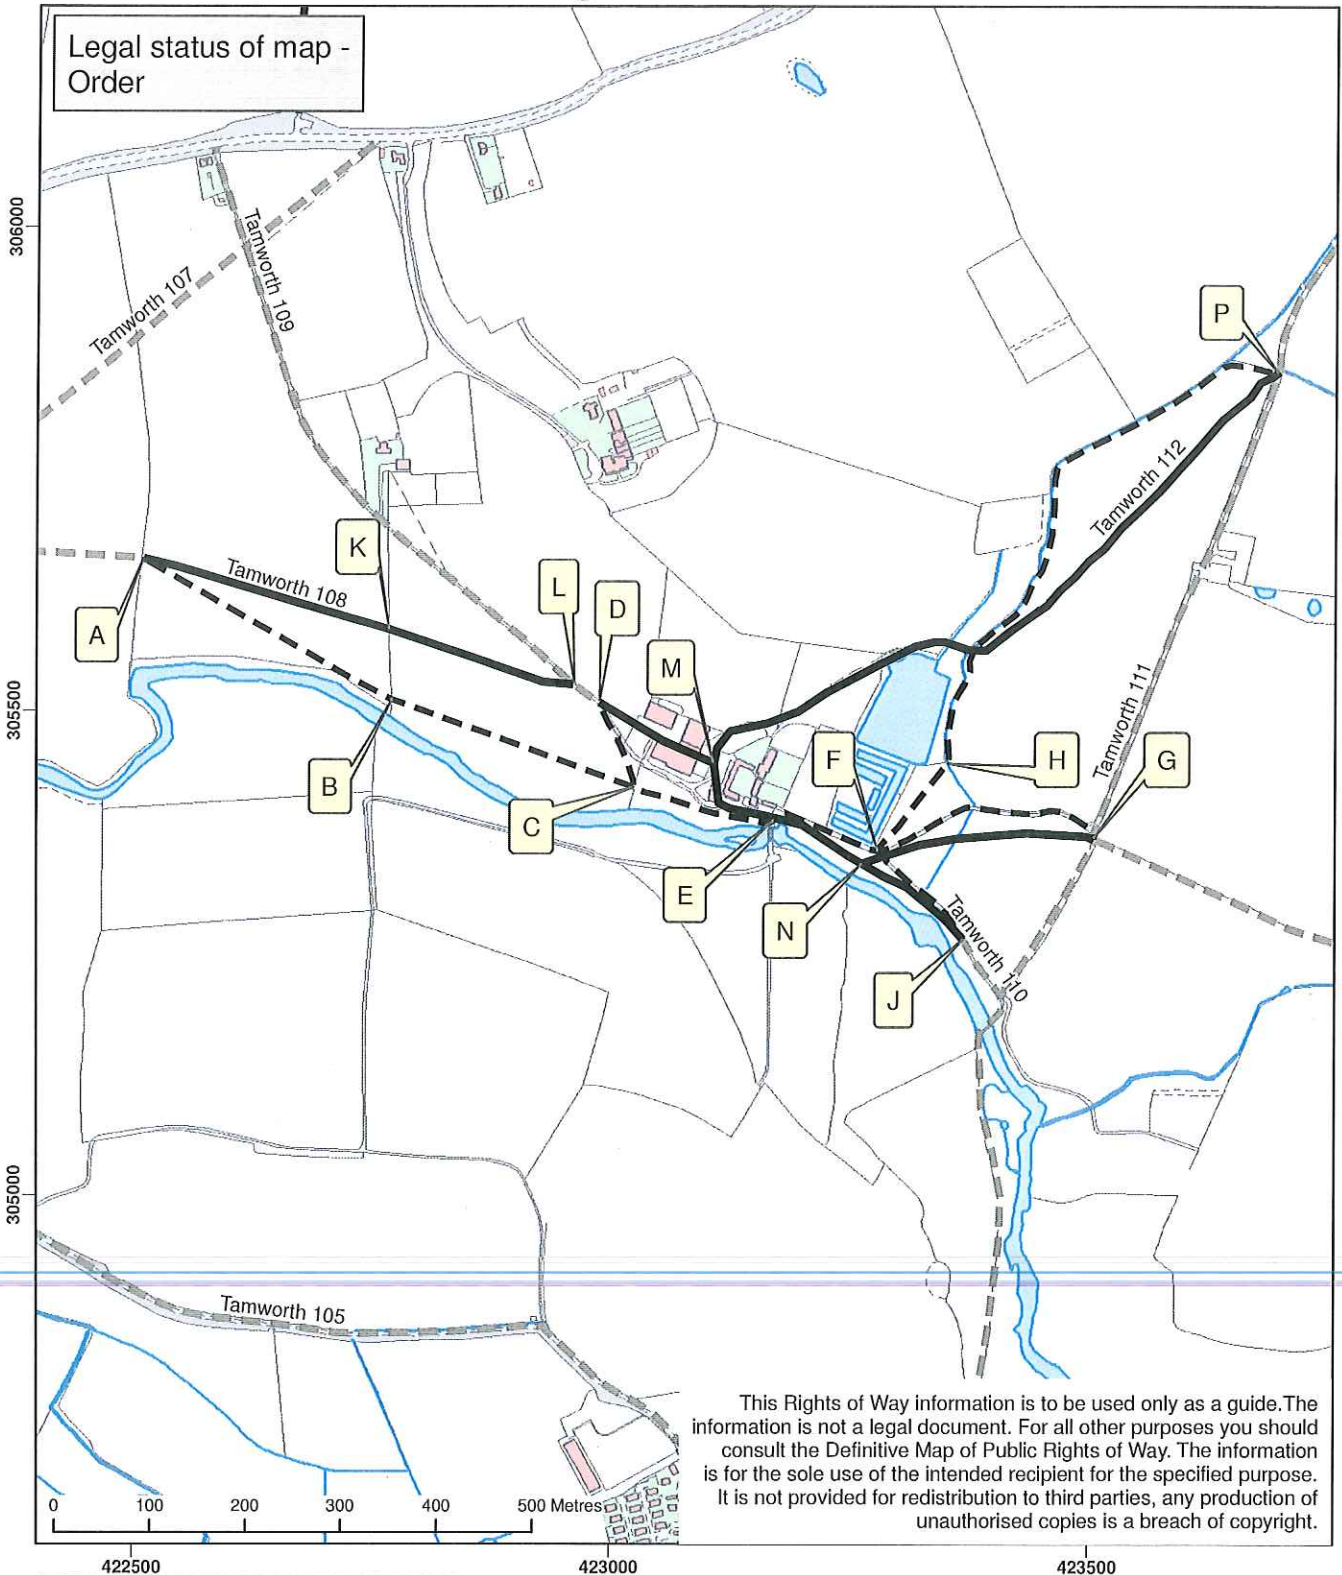 Legal status of map -
Order
306000
305500
305000
Tamworth 107
Tamworth 109
P
Tamworth 112
K
Tamworth 108
L
D
A
M
Tamworth 111
F
H
G
B
C
E
N
Tamworth 110
J
Tamworth 105
This Rights of Way information is to be used only as a guide.The
information is not a legal document. For all other purposes you should
consult the Definitive Map of Public Rights of Way. The information
is for the sole use of the intended recipient for the specified purpose.
It is not provided for redistribution to third parties, any production of
unauthorised copies is a breach of copyright.
0 100 200 300 400 500 Metres
422500 423000 423500